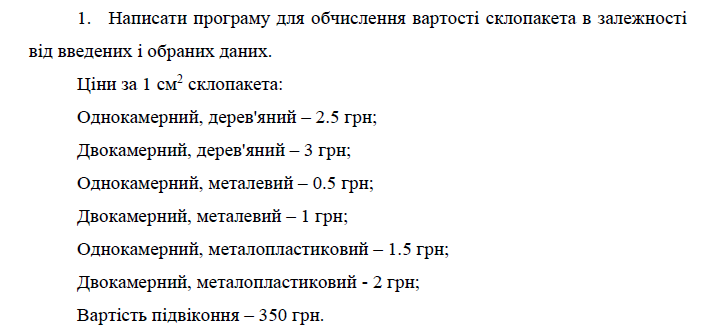 1. Написати програму для обчислення вартості склопакета в залежності
від введених і обраних даних.
Ціни за 1 см² склопакета:
Однокамерний, дерев'яний – 2.5 грн;
Двокамерний, дерев'яний – 3 грн;
Однокамерний, металевий – 0.5 грн;
Двокамерний, металевий – 1 грн;
Однокамерний, металопластиковий – 1.5 грн;
Двокамерний, металопластиковий - 2 грн;
Вартість підвіконня – 350 грн.